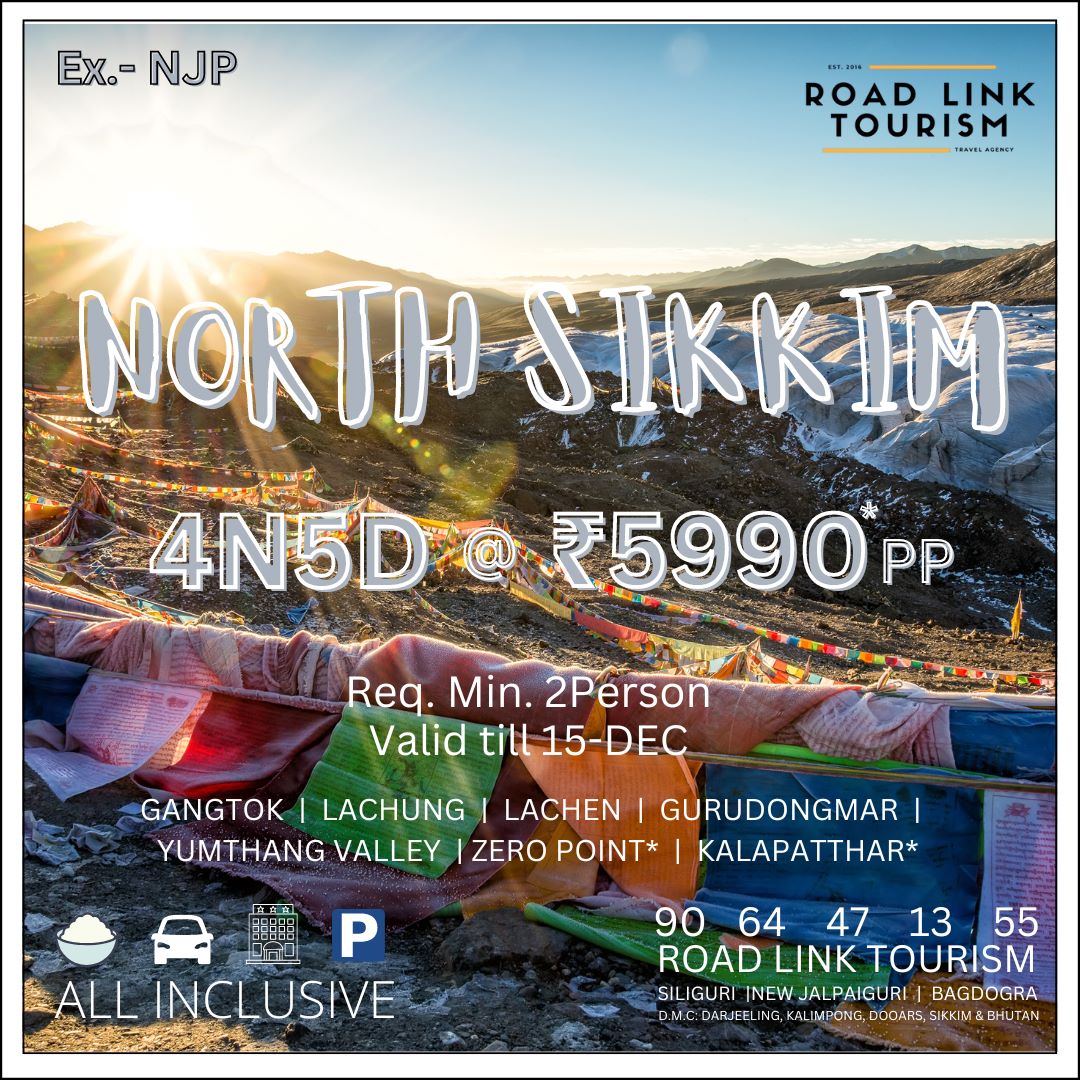 Ex.- NJP
EST. 2016
ROAD LINK
TOURISM
TRAVEL AGENCY
NORTH SIKKIM
4N5D @ ₹5990* PP
Req. Min. 2Person
Valid till 15-DEC
GANGTOK | LACHUNG | LACHEN | GURUDONGMAR |
YUMTHANG VALLEY | ZERO POINT* | KALAPATTHAR*
P
ALL INCLUSIVE
90 64 47 13 55
ROAD LINK TOURISM
SILIGURI |NEW JALPAIGURI | BAGDOGRA
D.M.C: DARJEELING, KALIMPONG, DOOARS, SIKKIM & BHUTAN